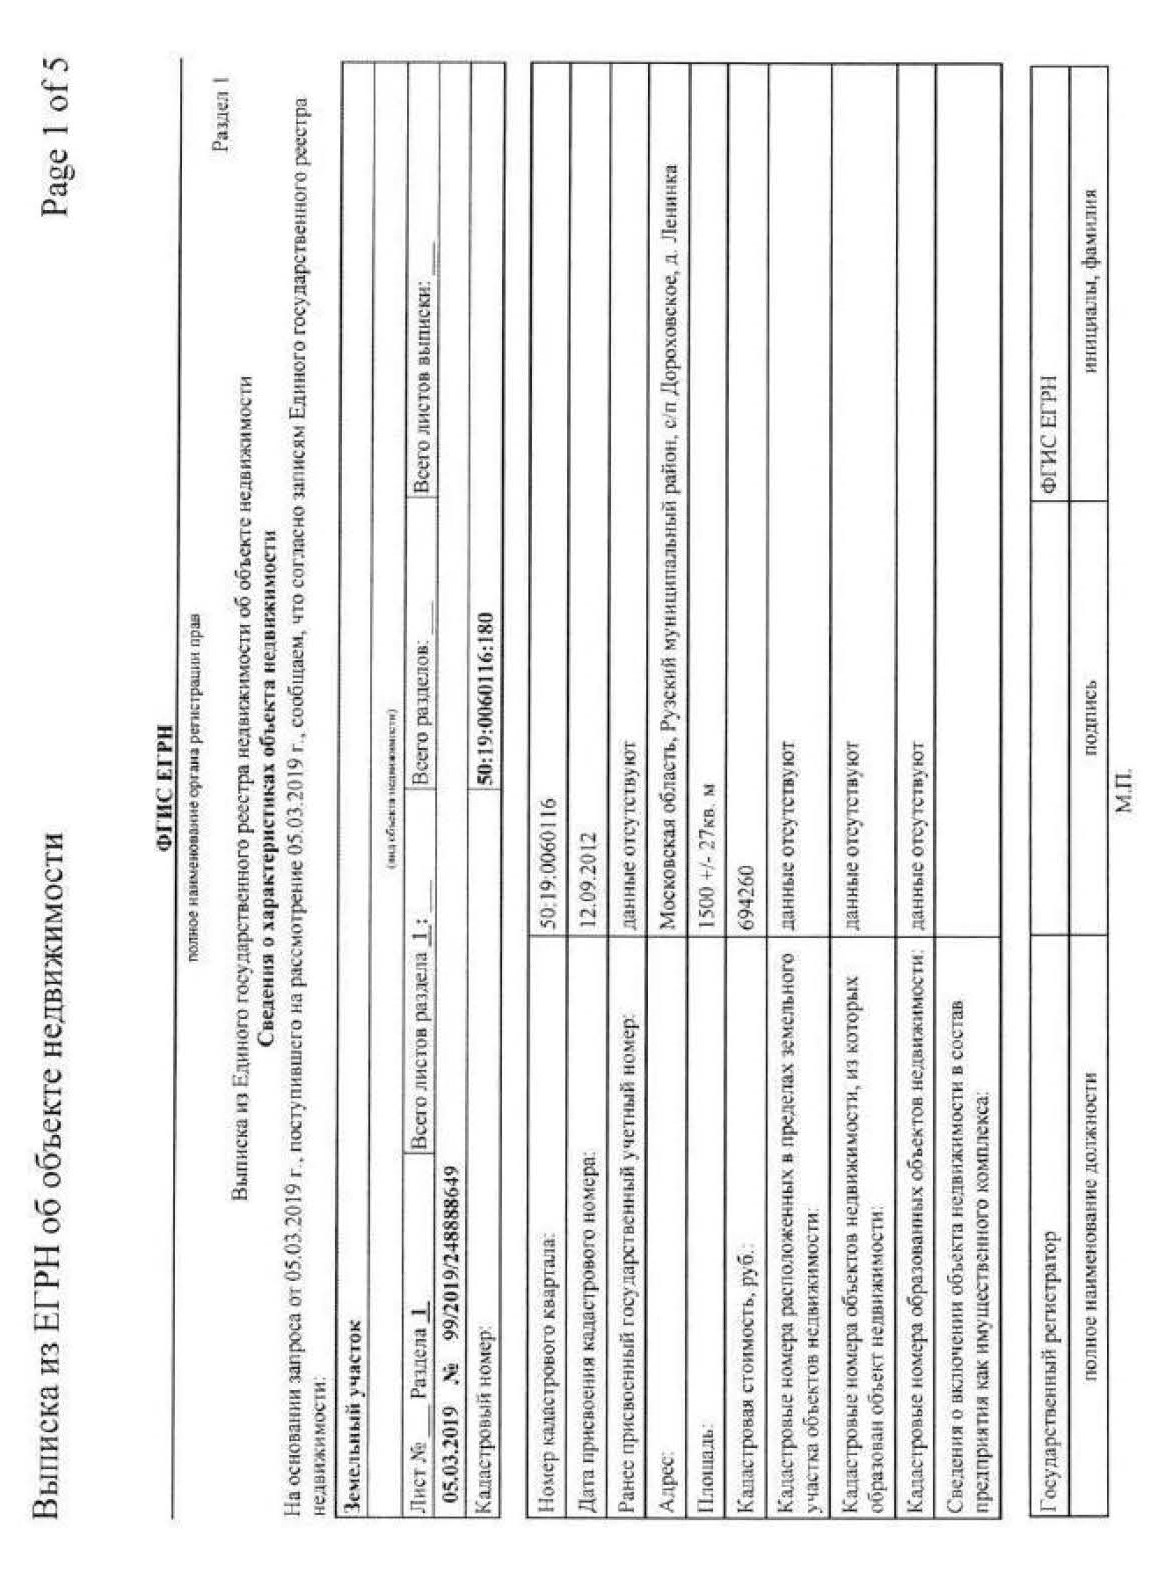 Выписка из ЕГРН об объекте недвижимости
Page 1 of 5
ФГИС ЕГРН
полное наименование органа регистрации прав
Раздел 1
Выписка из Единого государственного реестра недвижимости об объекте недвижимости
Сведения о характеристиках объекта недвижимости
На основании запроса от 05.03.2019 г., поступившего на рассмотрение 05.03.2019 г., сообщаем, что согласно записям Единого государственного реестра
недвижимости:
Земельный участок
(вид объекта недвижимости)
Лист № ___ Раздела 1
Всего листов раздела 1 : ___
Всего разделов: ___
Всего листов выписки: ___
05.03.2019 № 99/2019/248888649
Кадастровый номер:
50:19:0060116:180
Номер кадастрового квартала:
50:19:0060116
Дата присвоения кадастрового номера:
12.09.2012
Ранее присвоенный государственный учетный номер:
данные отсутствуют
Адрес:
Московская область, Рузский муниципальный район, с/п Дороховское, д. Ленинка
Площадь:
1500 +/- 27кв. м
Кадастровая стоимость, руб.:
694260
Кадастровые номера расположенных в пределах земельного
участка объектов недвижимости:
данные отсутствуют
Кадастровые номера объектов недвижимости, из которых
образован объект недвижимости:
данные отсутствуют
Кадастровые номера образованных объектов недвижимости:
данные отсутствуют
Сведения о включении объекта недвижимости в состав
предприятия как имущественного комплекса:
Государственный регистратор
ФГИС ЕГРН
полное наименование должности
подпись
инициалы, фамилия
М.П.